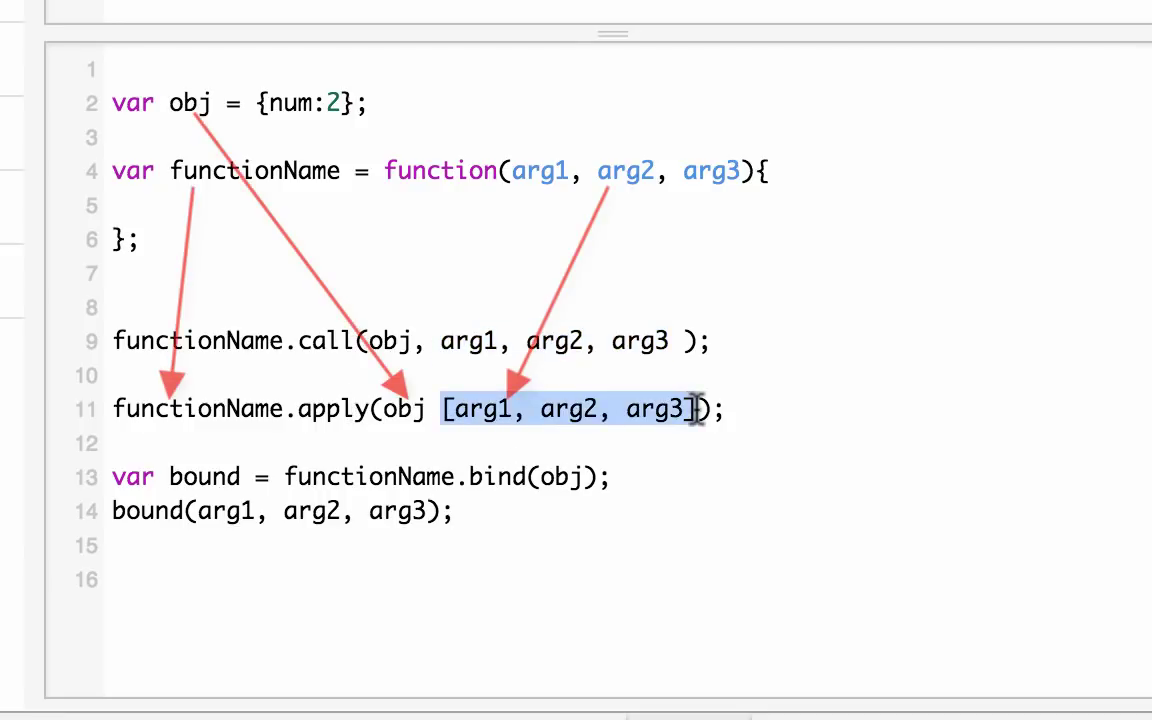 1
2 var obj = {num:2};
3
4 var functionName = function(arg1, arg2, arg3){
5
6 };
7
8
9 functionName.call(obj, arg1, arg2, arg3 );
10
11 functionName.apply(obj [arg1, arg2, arg3]);
12
13 var bound = functionName.bind(obj);
14 bound(arg1, arg2, arg3);
15
16